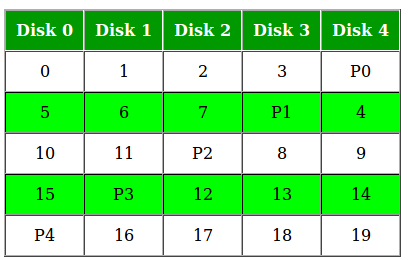 Disk 0 Disk 1 Disk 2 Disk 3 Disk 4
0 1 2 3 P0
5 6 7 P1 4
10 11 P2 8 9
15 P3 12 13 14
P4 16 17 18 19